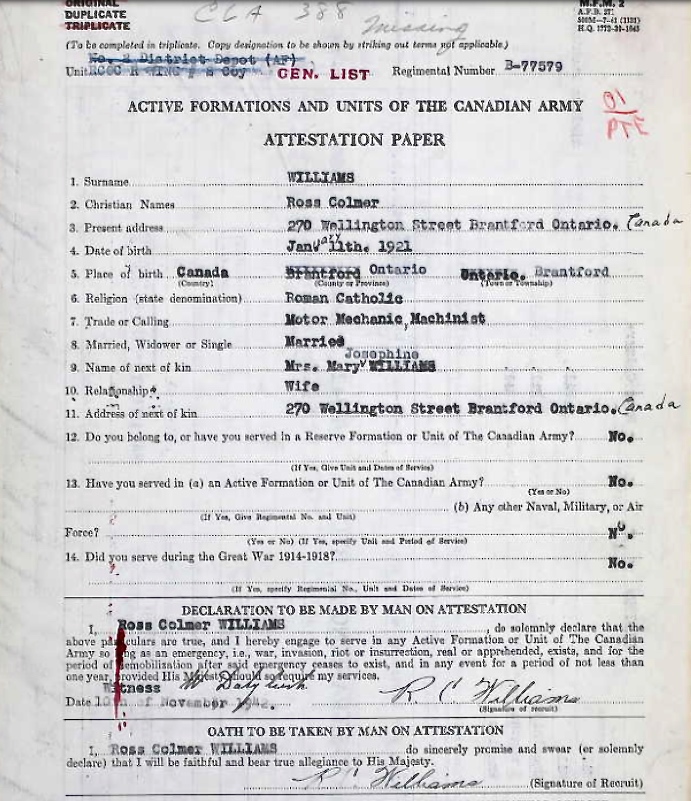 ORIGINAL
DUPLICATE
TRIPLICATE
CLA 388
Missing
M.F.M. 2
A.F.B. 271
500M—7-41 (1131)
H.Q. 1772-39-1645
(To be completed in triplicate. Copy designation to be shown by striking out terms not applicable.)
No. 2 District Depot (AF)
Unit RCOC R Coy GEN. LIST Regimental Number B-77579
ACTIVE FORMATIONS AND UNITS OF THE CANADIAN ARMY
ATTESTATION PAPER
1. Surname WILLIAMS
2. Christian Names Ross Colmer
3. Present address 270 Wellington Street Brantford Ontario. Canada
4. Date of birth January 11th. 1921
5. Place of birth Canada Brantford Ontario Ontario. Brantford
(Country) (County or Province) (Town or Township)
6. Religion (state denomination) Roman Catholic
7. Trade or Calling Motor Mechanic, Machinist
8. Married, Widower or Single Married
Josephine
9. Name of next of kin Mrs. Mary WILLIAMS
10. Relationship Wife
11. Address of next of kin 270 Wellington Street Brantford Ontario. Canada
12. Do you belong to, or have you served in a Reserve Formation or Unit of The Canadian Army? No.
(If Yes, Give Unit and Dates of Service)
13. Have you served in (a) an Active Formation or Unit of The Canadian Army? No.
(Yes or No)
(b) Any other Naval, Military, or Air
(If Yes, Give Regimental No. and Unit)
Force? No.
(Yes or No) (If Yes, specify Unit and Period of Service)
14. Did you serve during the Great War 1914-1918? No.
(If Yes, specify Regimental No., Unit and Dates of Service)
DECLARATION TO BE MADE BY MAN ON ATTESTATION
I, Ross Colmer WILLIAMS, do solemnly declare that the
above particulars are true, and I hereby engage to serve in any Active Formation or Unit of The Canadian
Army so long as an emergency, i.e., war, invasion, riot or insurrection, real or apprehended, exists, and for the
period of demobilization after said emergency ceases to exist, and in any event for a period of not less than
one year, provided His Majesty should so require my services.
Witness
Date 10th of November 1942. R C Williams
(Signature of recruit)
OATH TO BE TAKEN BY MAN ON ATTESTATION
I, Ross Colmer WILLIAMS do sincerely promise and swear (or solemnly
declare) that I will be faithful and bear true allegiance to His Majesty.
R C Williams (Signature of Recruit)